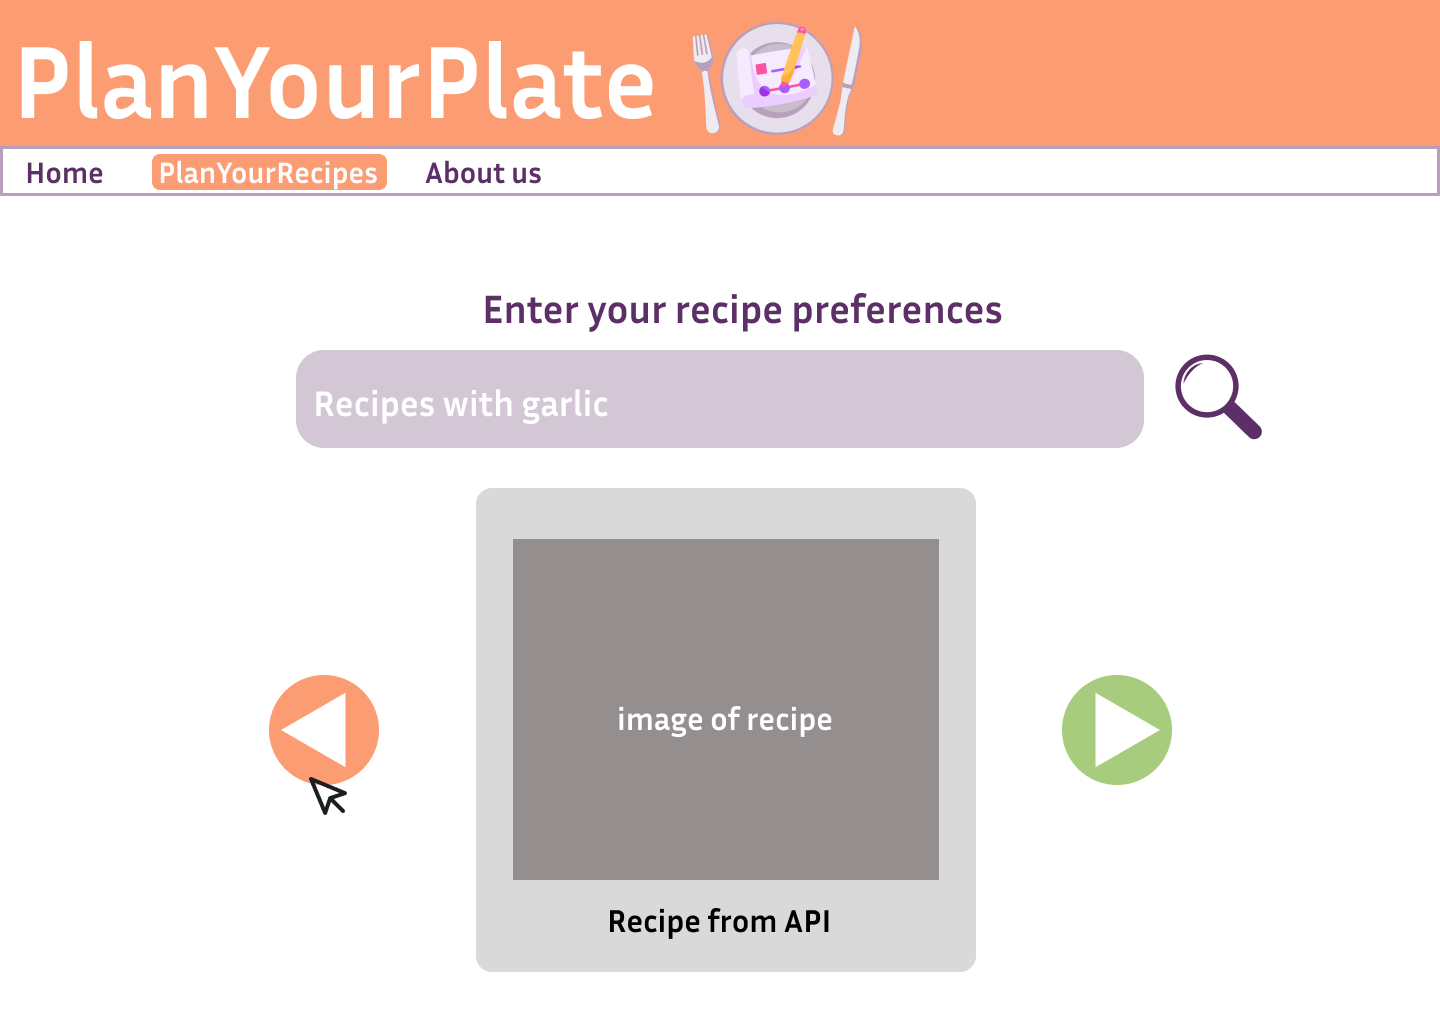 PlanYourPlate
Home PlanYourRecipes About us
Enter your recipe preferences
Recipes with garlic
image of recipe
Recipe from API